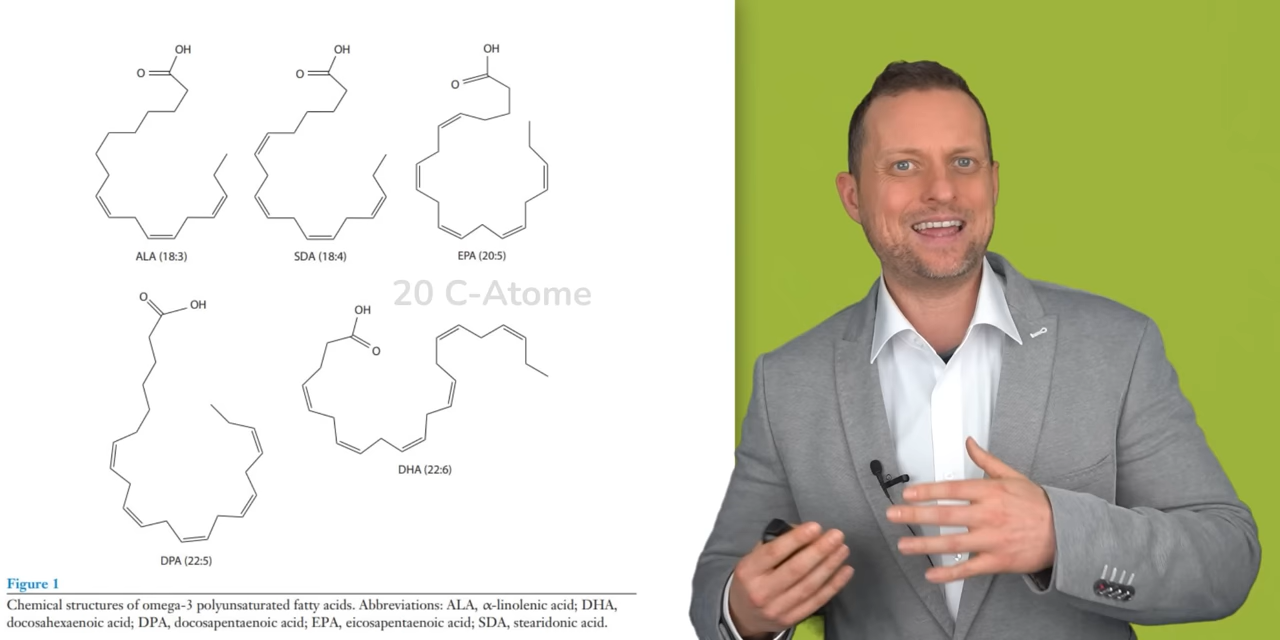 OH
O
OH
O
OH
O
ALA (18:3)
SDA (18:4)
EPA (20:5)
20 C-Atome
O
OH
OH
O
DHA (22:6)
DPA (22:5)
Figure 1
Chemical structures of omega-3 polyunsaturated fatty acids. Abbreviations: ALA, α-linolenic acid; DHA,
docosahexaenoic acid; DPA, docosapentaenoic acid; EPA, eicosapentaenoic acid; SDA, stearidonic acid.